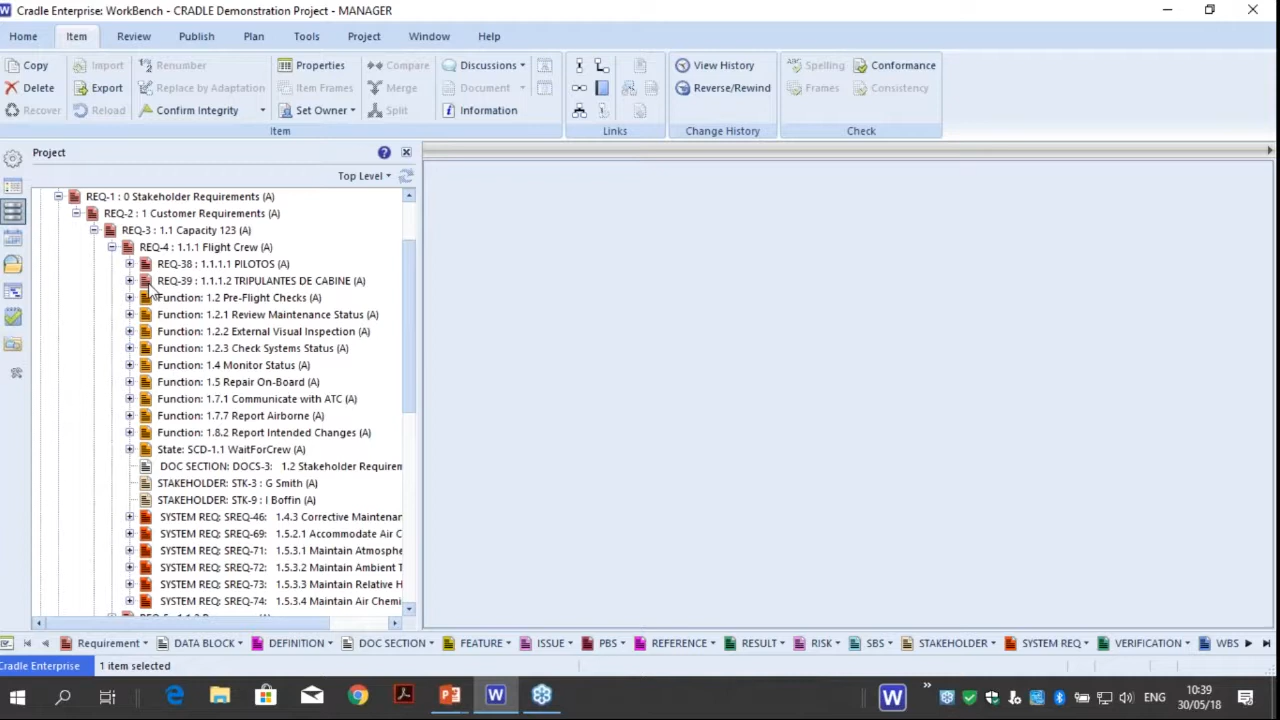 Cradle Enterprise: WorkBench - CRADLE Demonstration Project - MANAGER
Home Item Review Publish Plan Tools Project Window Help
Copy Import Renumber Properties Compare Discussions View History Spelling Conformance
Delete Export Replace by Adaptation Item Frames Merge Document Reverse/Rewind Frames Consistency
Recover Reload Confirm Integrity Set Owner Split Information
Item Links Change History Check
Project
Top Level
REQ-1 : 0 Stakeholder Requirements (A)
REQ-2 : 1 Customer Requirements (A)
REQ-3 : 1.1 Capacity 123 (A)
REQ-4 : 1.1.1 Flight Crew (A)
REQ-38 : 1.1.1.1 PILOTOS (A)
REQ-39 : 1.1.1.2 TRIPULANTES DE CABINE (A)
Function: 1.2 Pre-Flight Checks (A)
Function: 1.2.1 Review Maintenance Status (A)
Function: 1.2.2 External Visual Inspection (A)
Function: 1.2.3 Check Systems Status (A)
Function: 1.4 Monitor Status (A)
Function: 1.5 Repair On-Board (A)
Function: 1.7.1 Communicate with ATC (A)
Function: 1.7.7 Report Airborne (A)
Function: 1.8.2 Report Intended Changes (A)
State: SCD-1.1 WaitForCrew (A)
DOC SECTION: DOCS-3: 1.2 Stakeholder Requirem
STAKEHOLDER: STK-3 : G Smith (A)
STAKEHOLDER: STK-9 : I Boffin (A)
SYSTEM REQ: SREQ-46: 1.4.3 Corrective Maintenan
SYSTEM REQ: SREQ-69: 1.5.2.1 Accommodate Air C
SYSTEM REQ: SREQ-71: 1.5.3.1 Maintain Atmosphe
SYSTEM REQ: SREQ-72: 1.5.3.2 Maintain Ambient T
SYSTEM REQ: SREQ-73: 1.5.3.3 Maintain Relative H
SYSTEM REQ: SREQ-74: 1.5.3.4 Maintain Air Chemi
Requirement DATA BLOCK DEFINITION DOC SECTION FEATURE ISSUE PBS REFERENCE RESULT RISK SBS STAKEHOLDER SYSTEM REQ VERIFICATION WBS
Cradle Enterprise 1 item selected
ENG 10:39
30/05/18